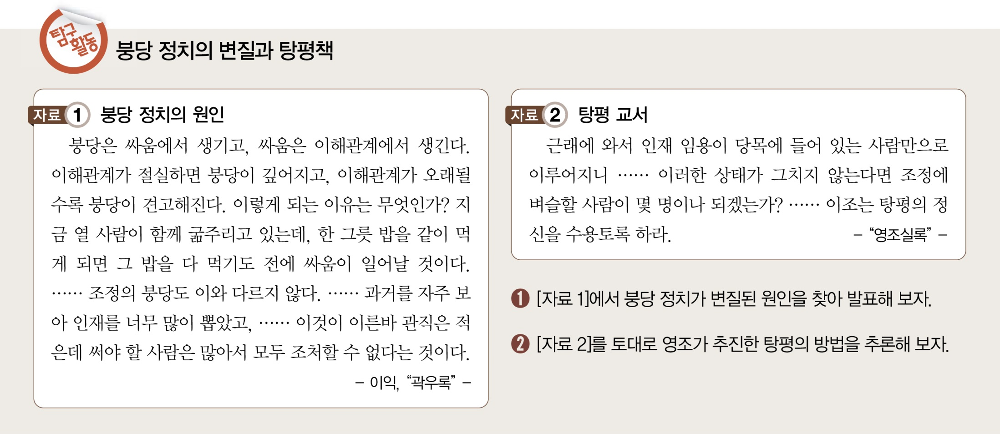 탐구
활동
붕당 정치의 변질과 탕평책
자료 1 붕당 정치의 원인
붕당은 싸움에서 생기고, 싸움은 이해관계에서 생긴다.
이해관계가 절실하면 붕당이 깊어지고, 이해관계가 오래될
수록 붕당이 견고해진다. 이렇게 되는 이유는 무엇인가? 지
금 열 사람이 함께 굶주리고 있는데, 한 그릇 밥을 같이 먹
게 되면 그 밥을 다 먹기도 전에 싸움이 일어날 것이다.
…… 조정의 붕당도 이와 다르지 않다. …… 과거를 자주 보
아 인재를 너무 많이 뽑았고, …… 이것이 이른바 관직은 적
은데 써야 할 사람은 많아서 모두 조처할 수 없다는 것이다.
– 이익, “곽우록” –
자료 2 탕평 교서
근래에 와서 인재 임용이 당목에 들어 있는 사람만으로
이루어지니 …… 이러한 상태가 그치지 않는다면 조정에
벼슬할 사람이 몇 명이나 되겠는가? …… 이조는 탕평의 정
신을 수용토록 하라.
– “영조실록” –
❶ [자료 1]에서 붕당 정치가 변질된 원인을 찾아 발표해 보자.
❷ [자료 2]를 토대로 영조가 추진한 탕평의 방법을 추론해 보자.